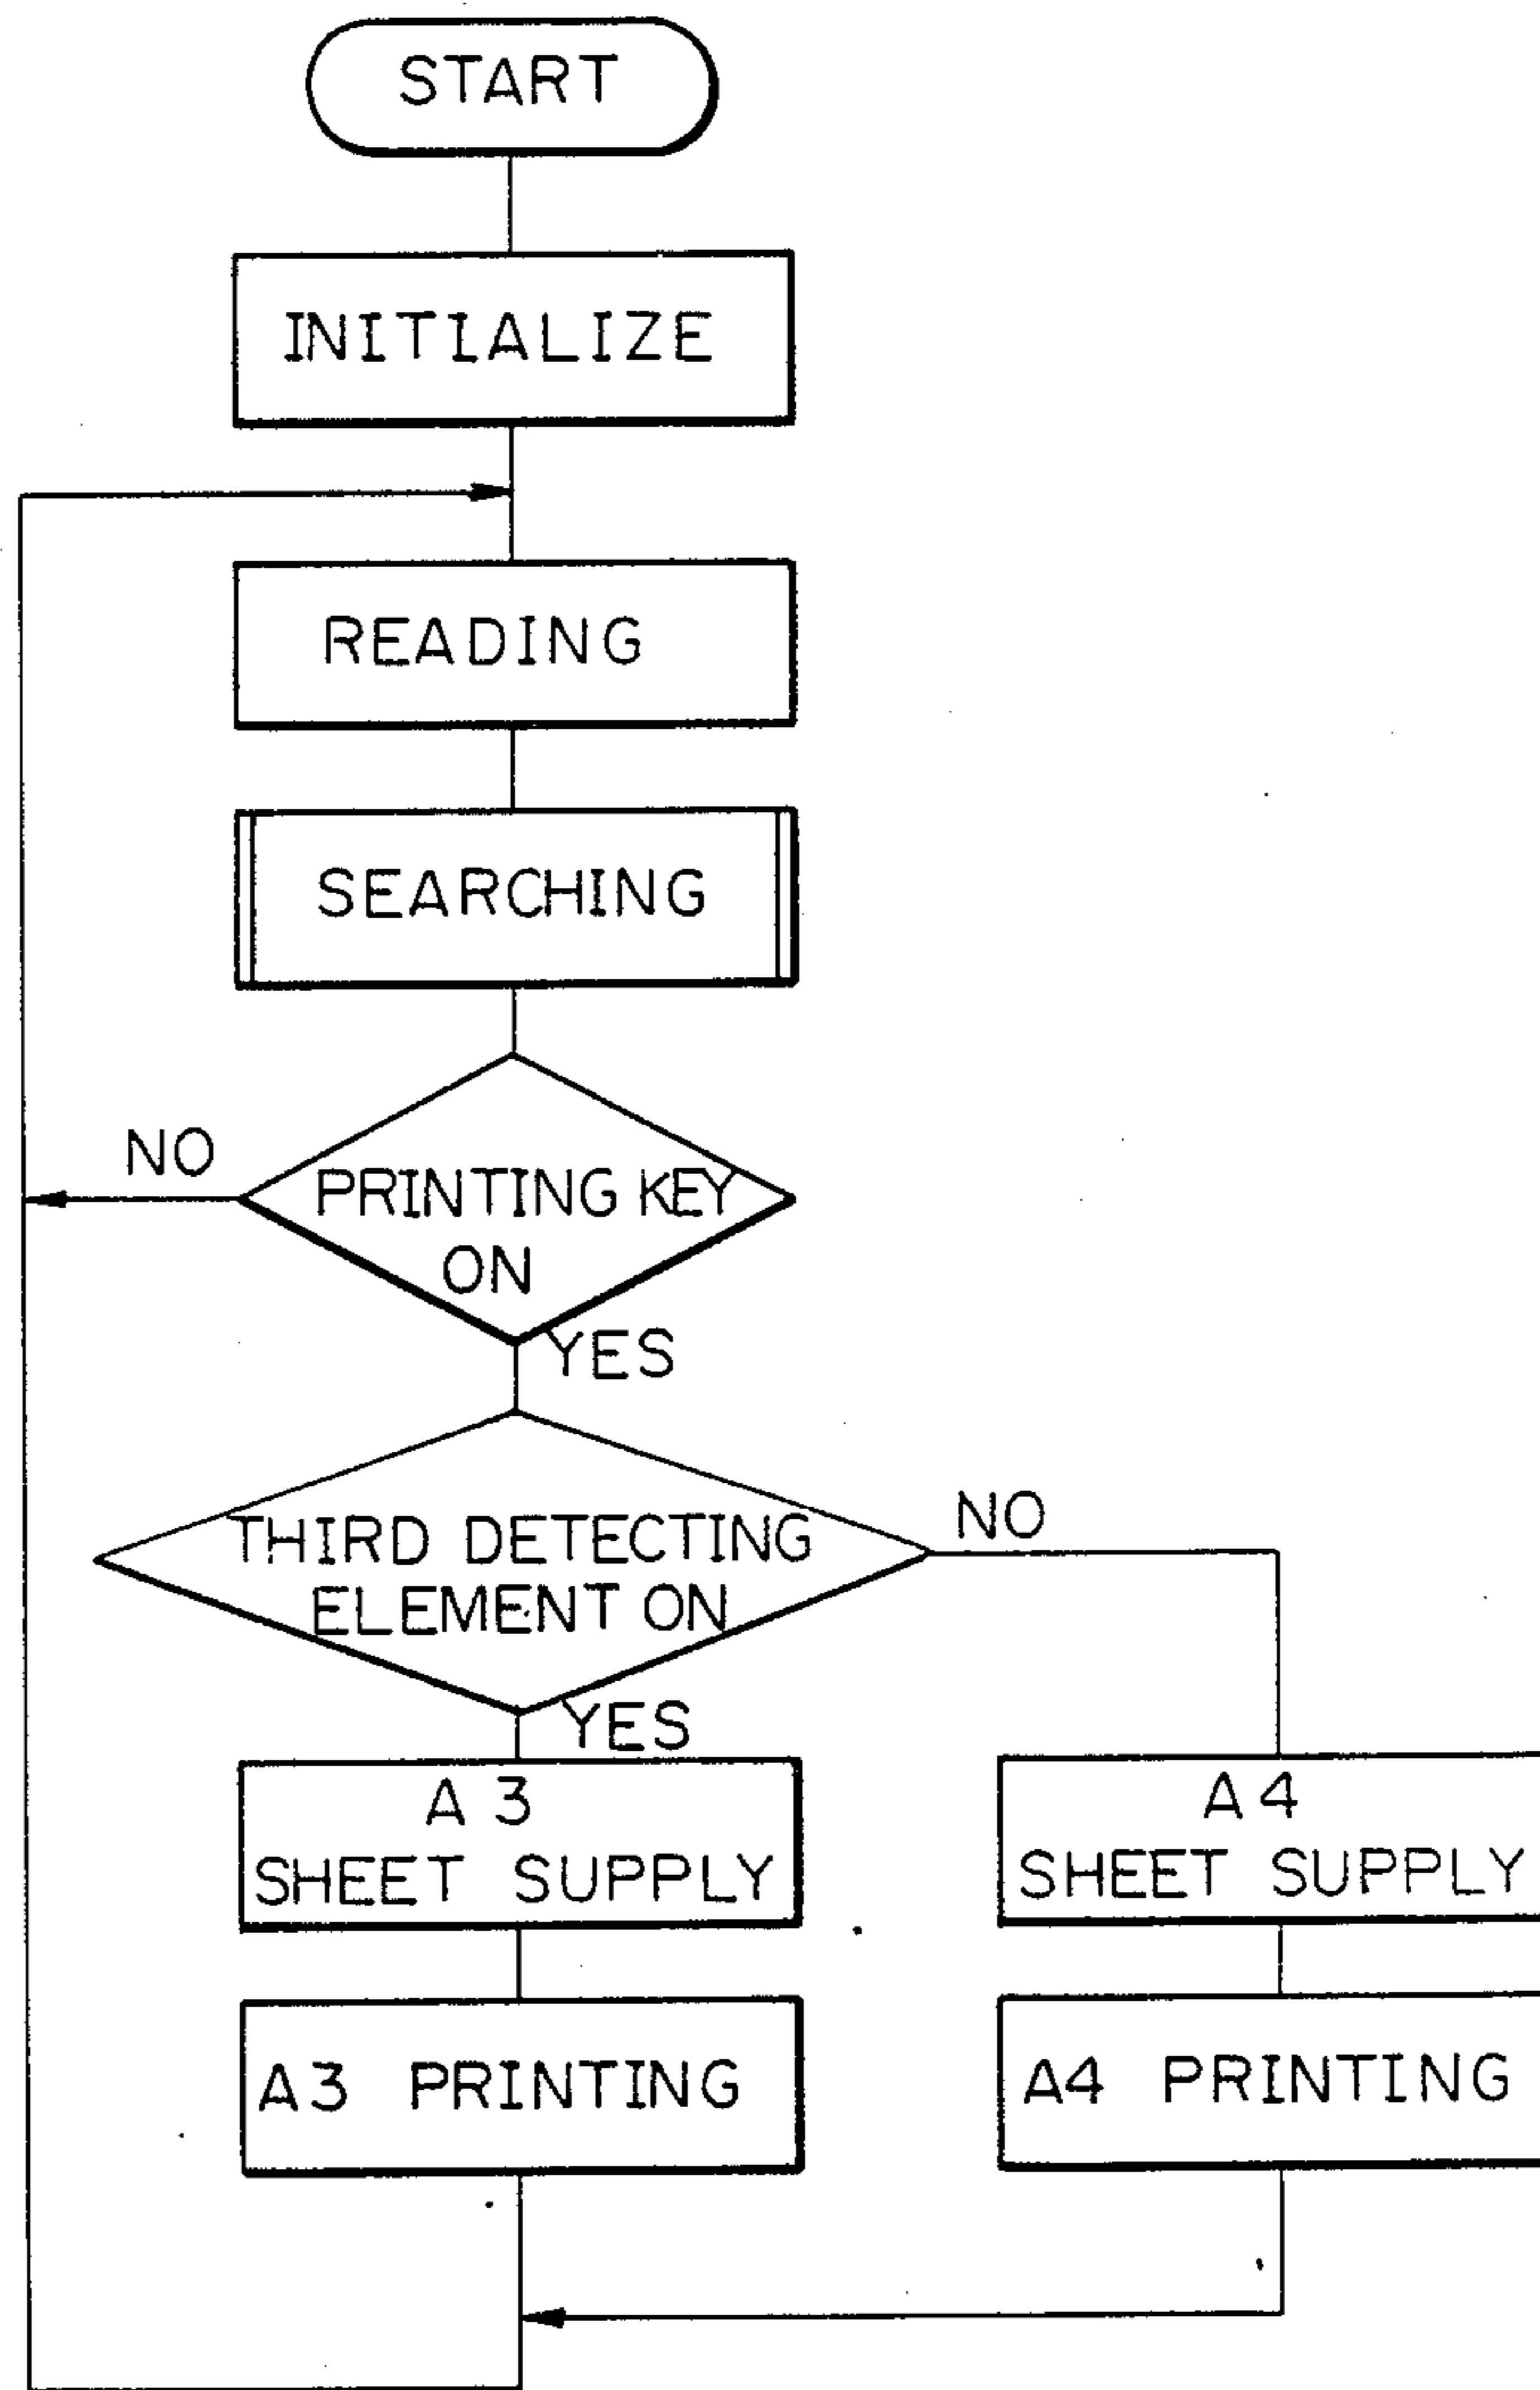 START
INITIALIZE
READING
SEARCHING
NO
PRINTING KEY
ON
YES
THIRD DETECTING
ELEMENT ON
NO
YES
A3
SHEET SUPPLY
A4
SHEET SUPPLY
A3 PRINTING
A4 PRINTING